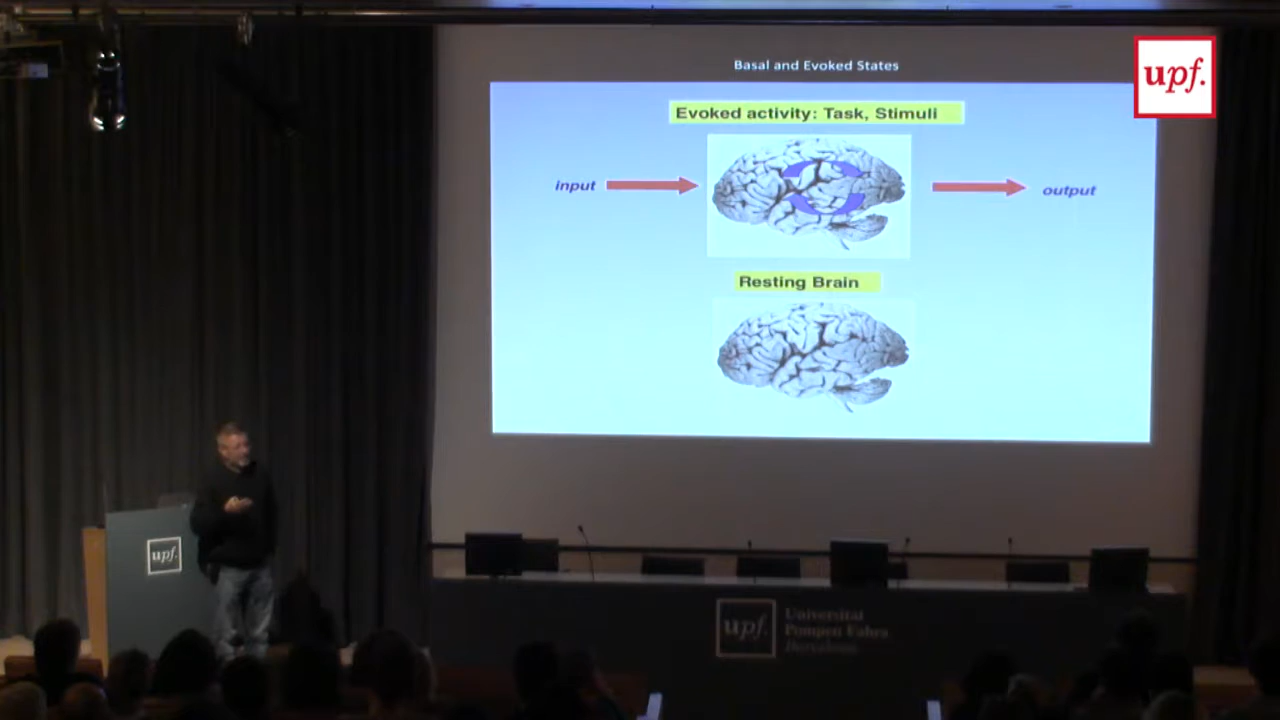 Basal and Evoked States
upf.
Evoked activity: Task, Stimuli
input
output
Resting Brain
upf.
upf.
Universitat
Pompeu Fabra
Barcelona